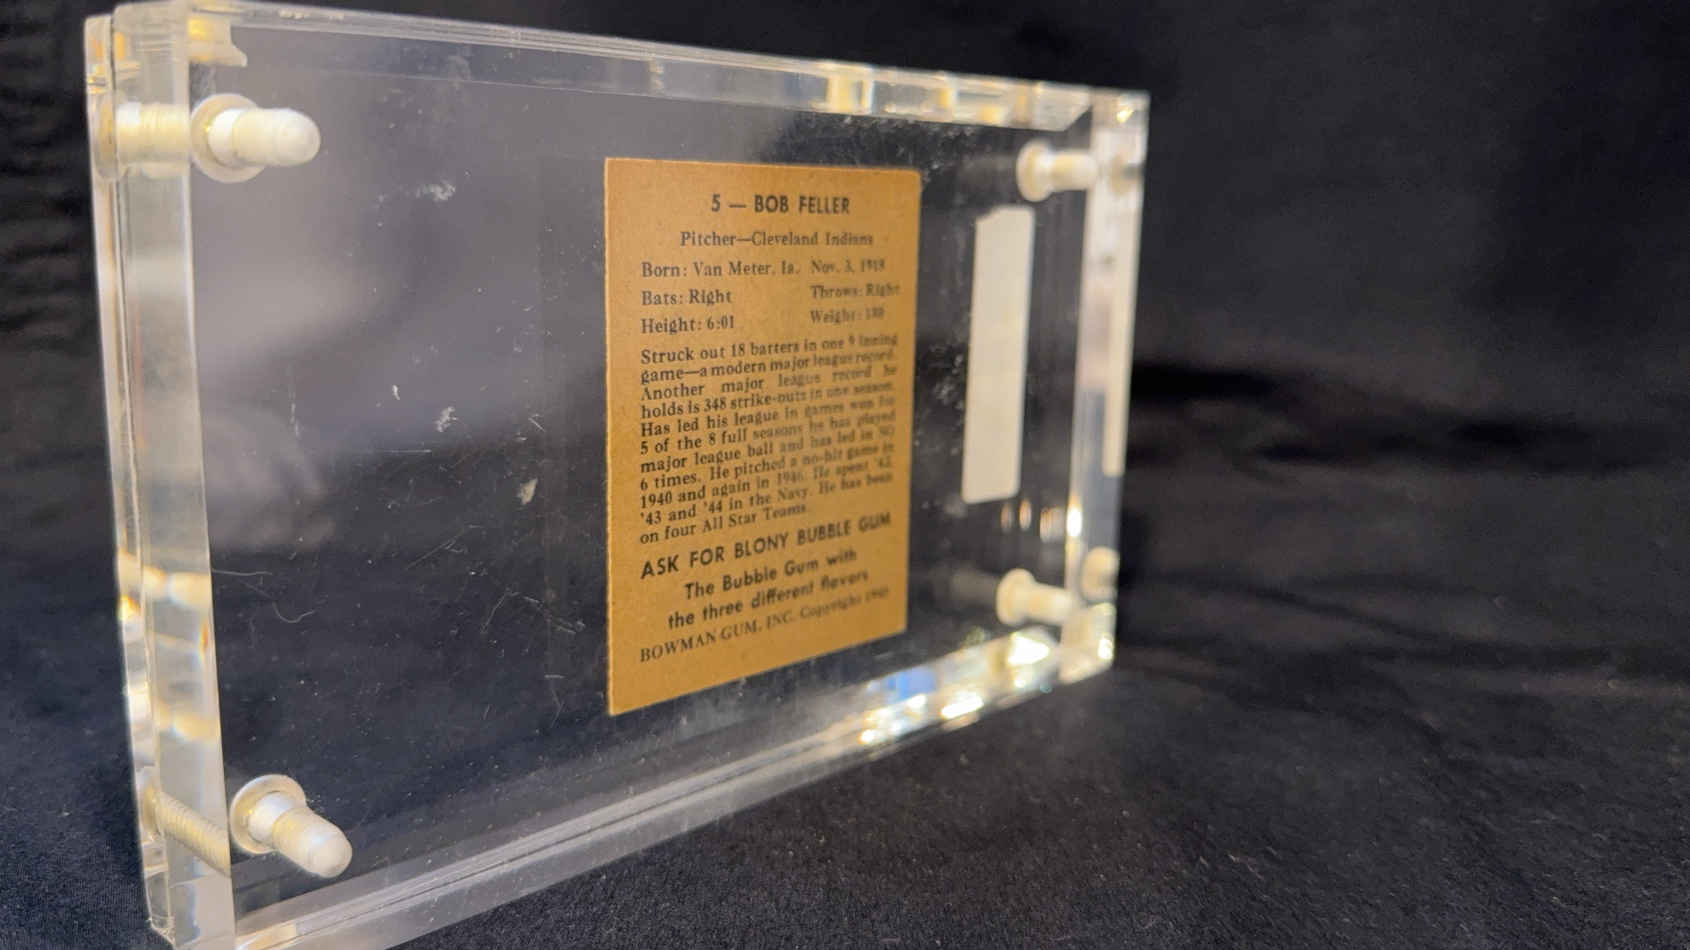 5 — BOB FELLER
Pitcher—Cleveland Indians
Born: Van Meter, Ia. Nov. 3, 1918
Bats: Right Throws: Right
Height: 6:01 Weight:
Struck out 18 batters in one 9 inning
game—a modern major league record.
Another major league record he
holds is 348 strike-outs in one season.
Has led his league in games won for
5 of the 8 full seasons he has played
major league ball and has led in SO
6 times. He pitched a no-hit game in
1940 and again in 1946. He spent '42,
'43 and '44 in the Navy. He has been
on four All Star Teams.
ASK FOR BLONY BUBBLE GUM
The Bubble Gum with
the three different flavors
BOWMAN GUM, INC. Copyright